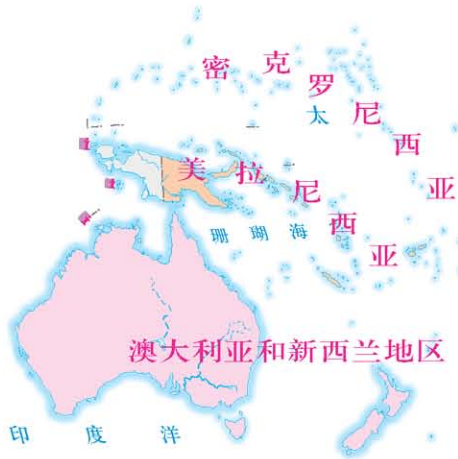 密克罗尼西亚
太
美拉尼西亚
珊瑚海
澳大利亚和新西兰地区
印度洋